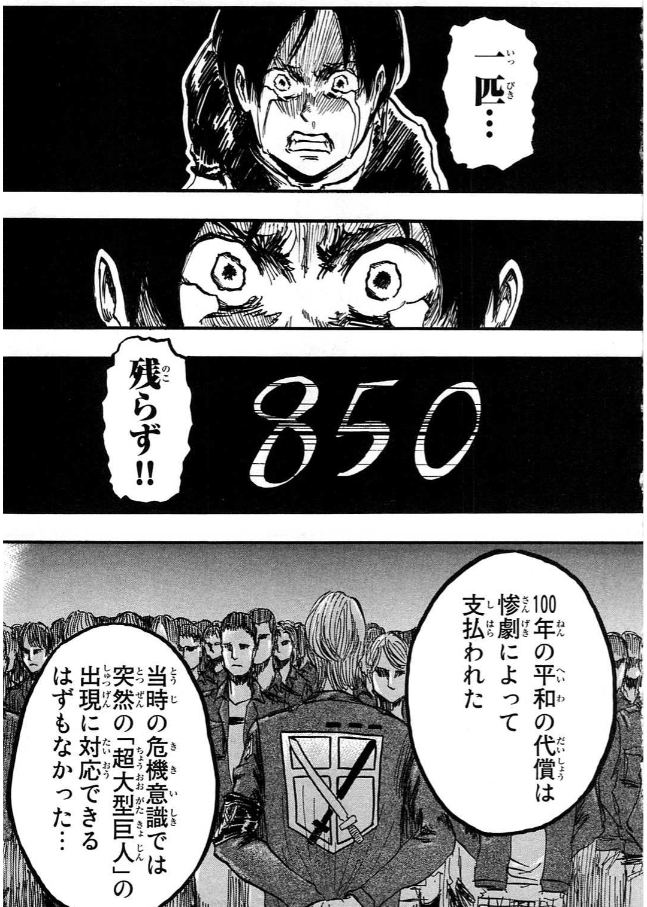 一匹…
残らず!!
850
100年の平和の代償は
惨劇によって
支払われた
当時の危機意識では
突然の「超大型巨人」の
出現に対応できる
はずもなかった…